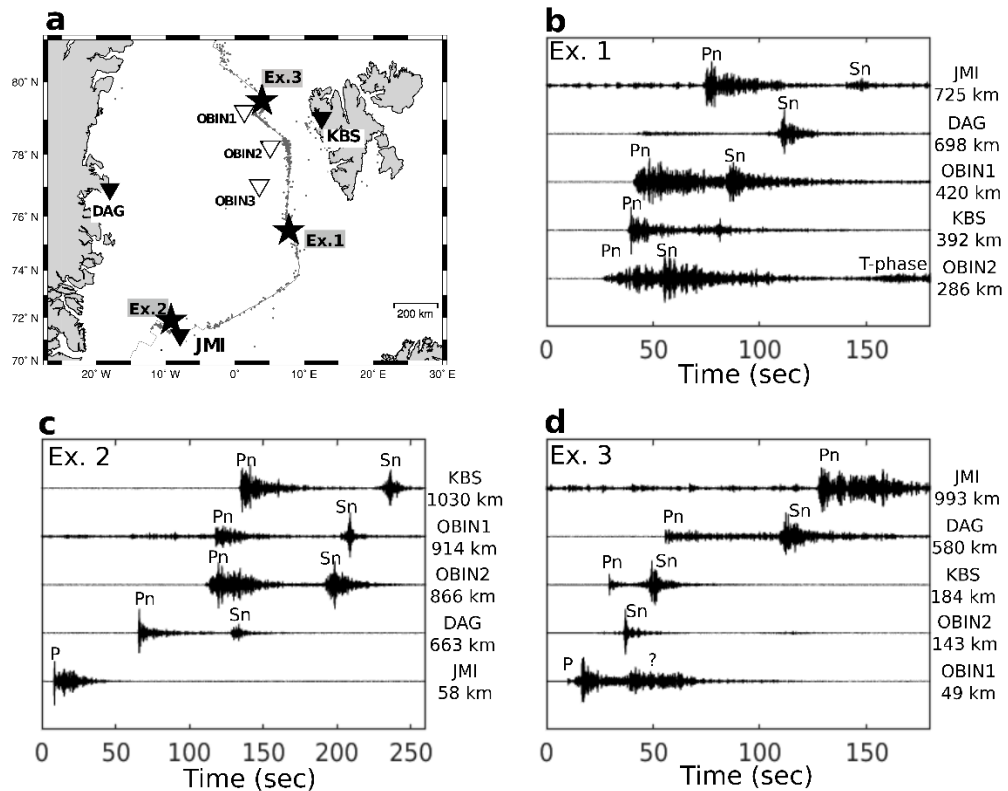 a
80° N
78° N
76° N
74° N
72° N
70° N
20° W
10° W
0°
10° E
20° E
30° E
Ex.3
OBIN1
KBS
OBIN2
OBIN3
DAG
Ex.1
Ex.2
JMI
200 km
b
Ex. 1
Pn
Sn
JMI
725 km
Sn
DAG
698 km
Pn
Sn
OBIN1
420 km
Pn
KBS
392 km
Pn
Sn
T-phase
OBIN2
286 km
0
50
100
150
Time (sec)
c
Ex. 2
Pn
Sn
KBS
1030 km
Pn
Sn
OBIN1
914 km
Pn
Sn
OBIN2
866 km
Pn
Sn
DAG
663 km
P
JMI
58 km
0
50
100
150
200
250
Time (sec)
d
Ex. 3
Pn
JMI
993 km
Pn
Sn
DAG
580 km
Pn
Sn
KBS
184 km
Sn
OBIN2
143 km
P
?
OBIN1
49 km
0
50
100
150
Time (sec)